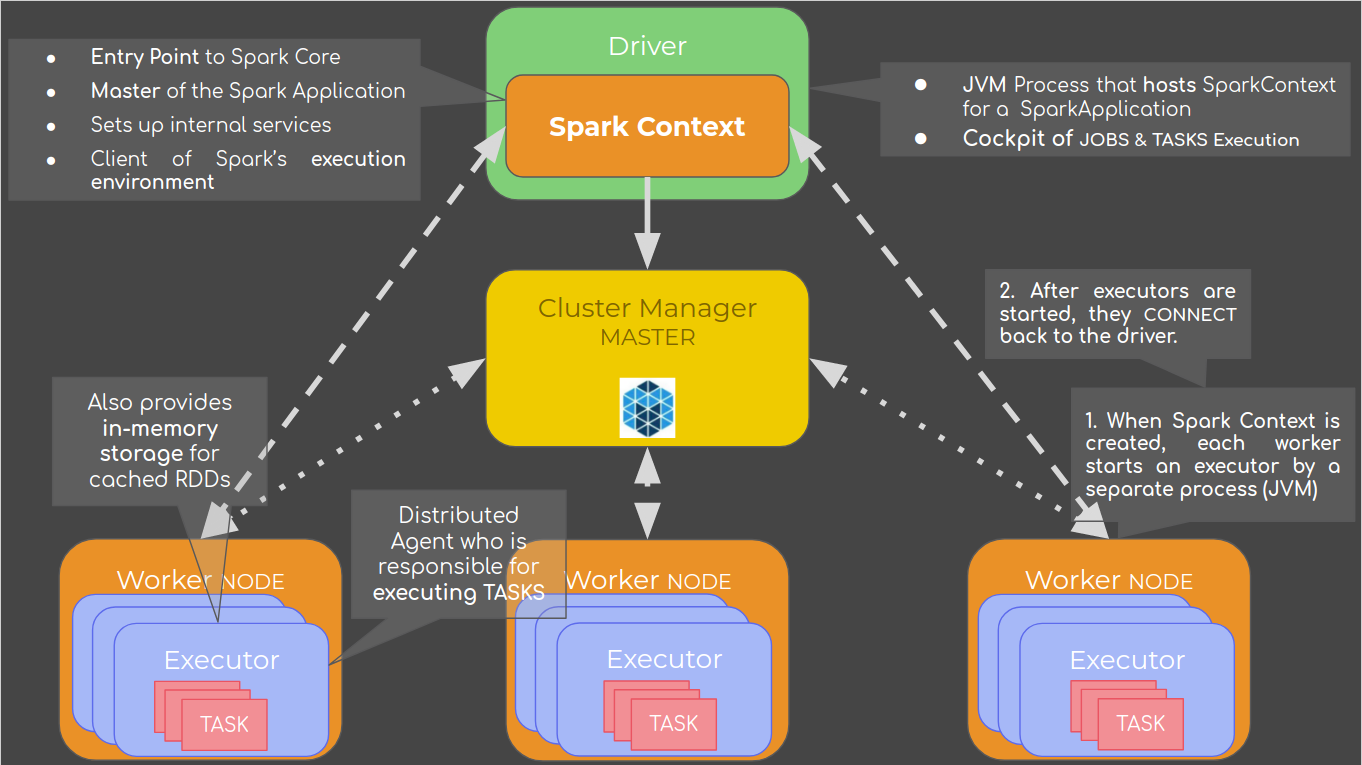 Driver
Spark Context
● Entry Point to Spark Core
● Master of the Spark Application
● Sets up internal services
● Client of Spark's execution
environment
● JVM Process that hosts SparkContext
for a SparkApplication
● Cockpit of JOBS & TASKS Execution
Cluster Manager
MASTER
2. After executors are
started, they CONNECT
back to the driver.
1. When Spark Context is
created, each worker
starts an executor by a
separate process (JVM)
Also provides
in-memory
storage for
cached RDDs
Distributed
Agent who is
responsible for
executing TASKS
Worker NODE
Executor
TASK
Worker NODE
Executor
TASK
Worker NODE
Executor
TASK